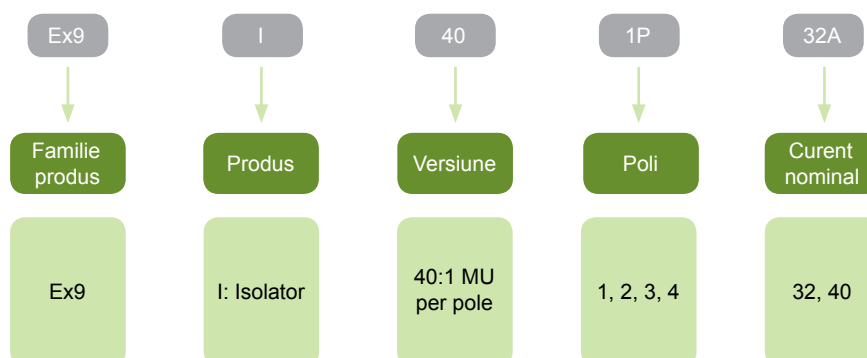 Ex9
I
40
1P
32A
Familie
produs
Produs
Versiune
Poli
Curent
nominal
Ex9
I: Isolator
40:1 MU
per pole
1, 2, 3, 4
32, 40